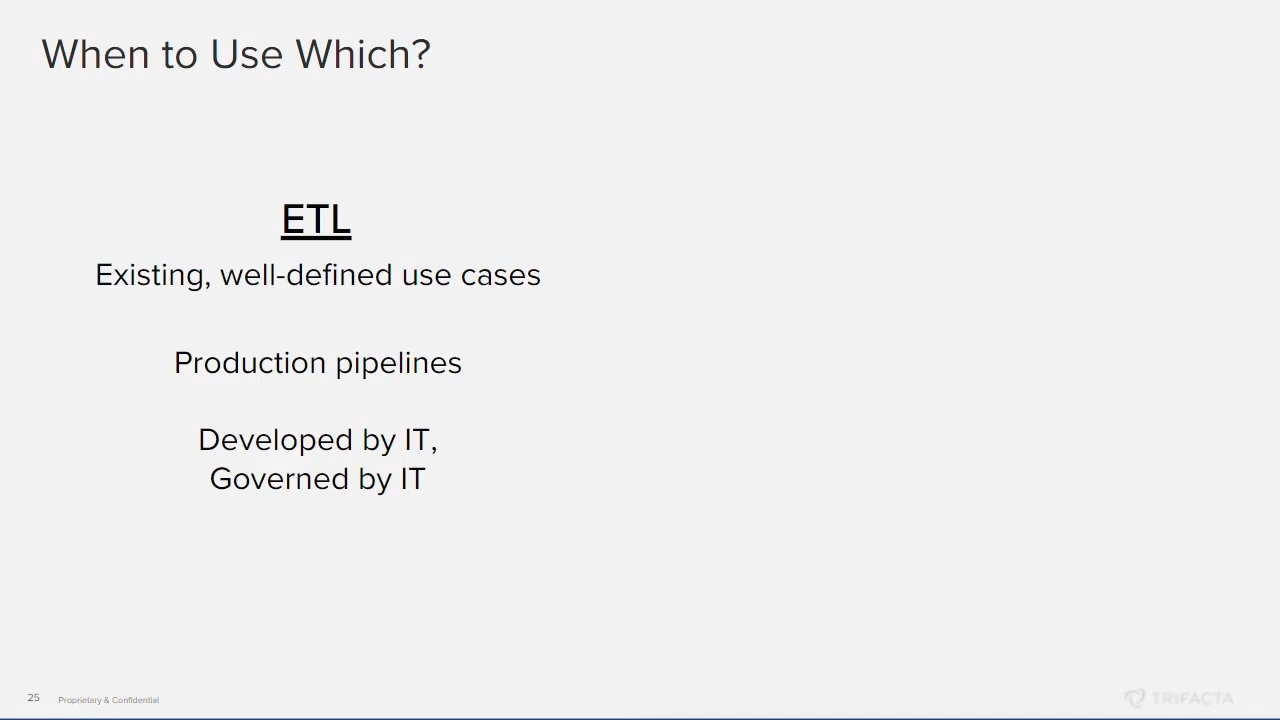 When to Use Which?
ETL
Existing, well-defined use cases
Production pipelines
Developed by IT,
Governed by IT
25 Proprietary & Confidential
TRIFACTA